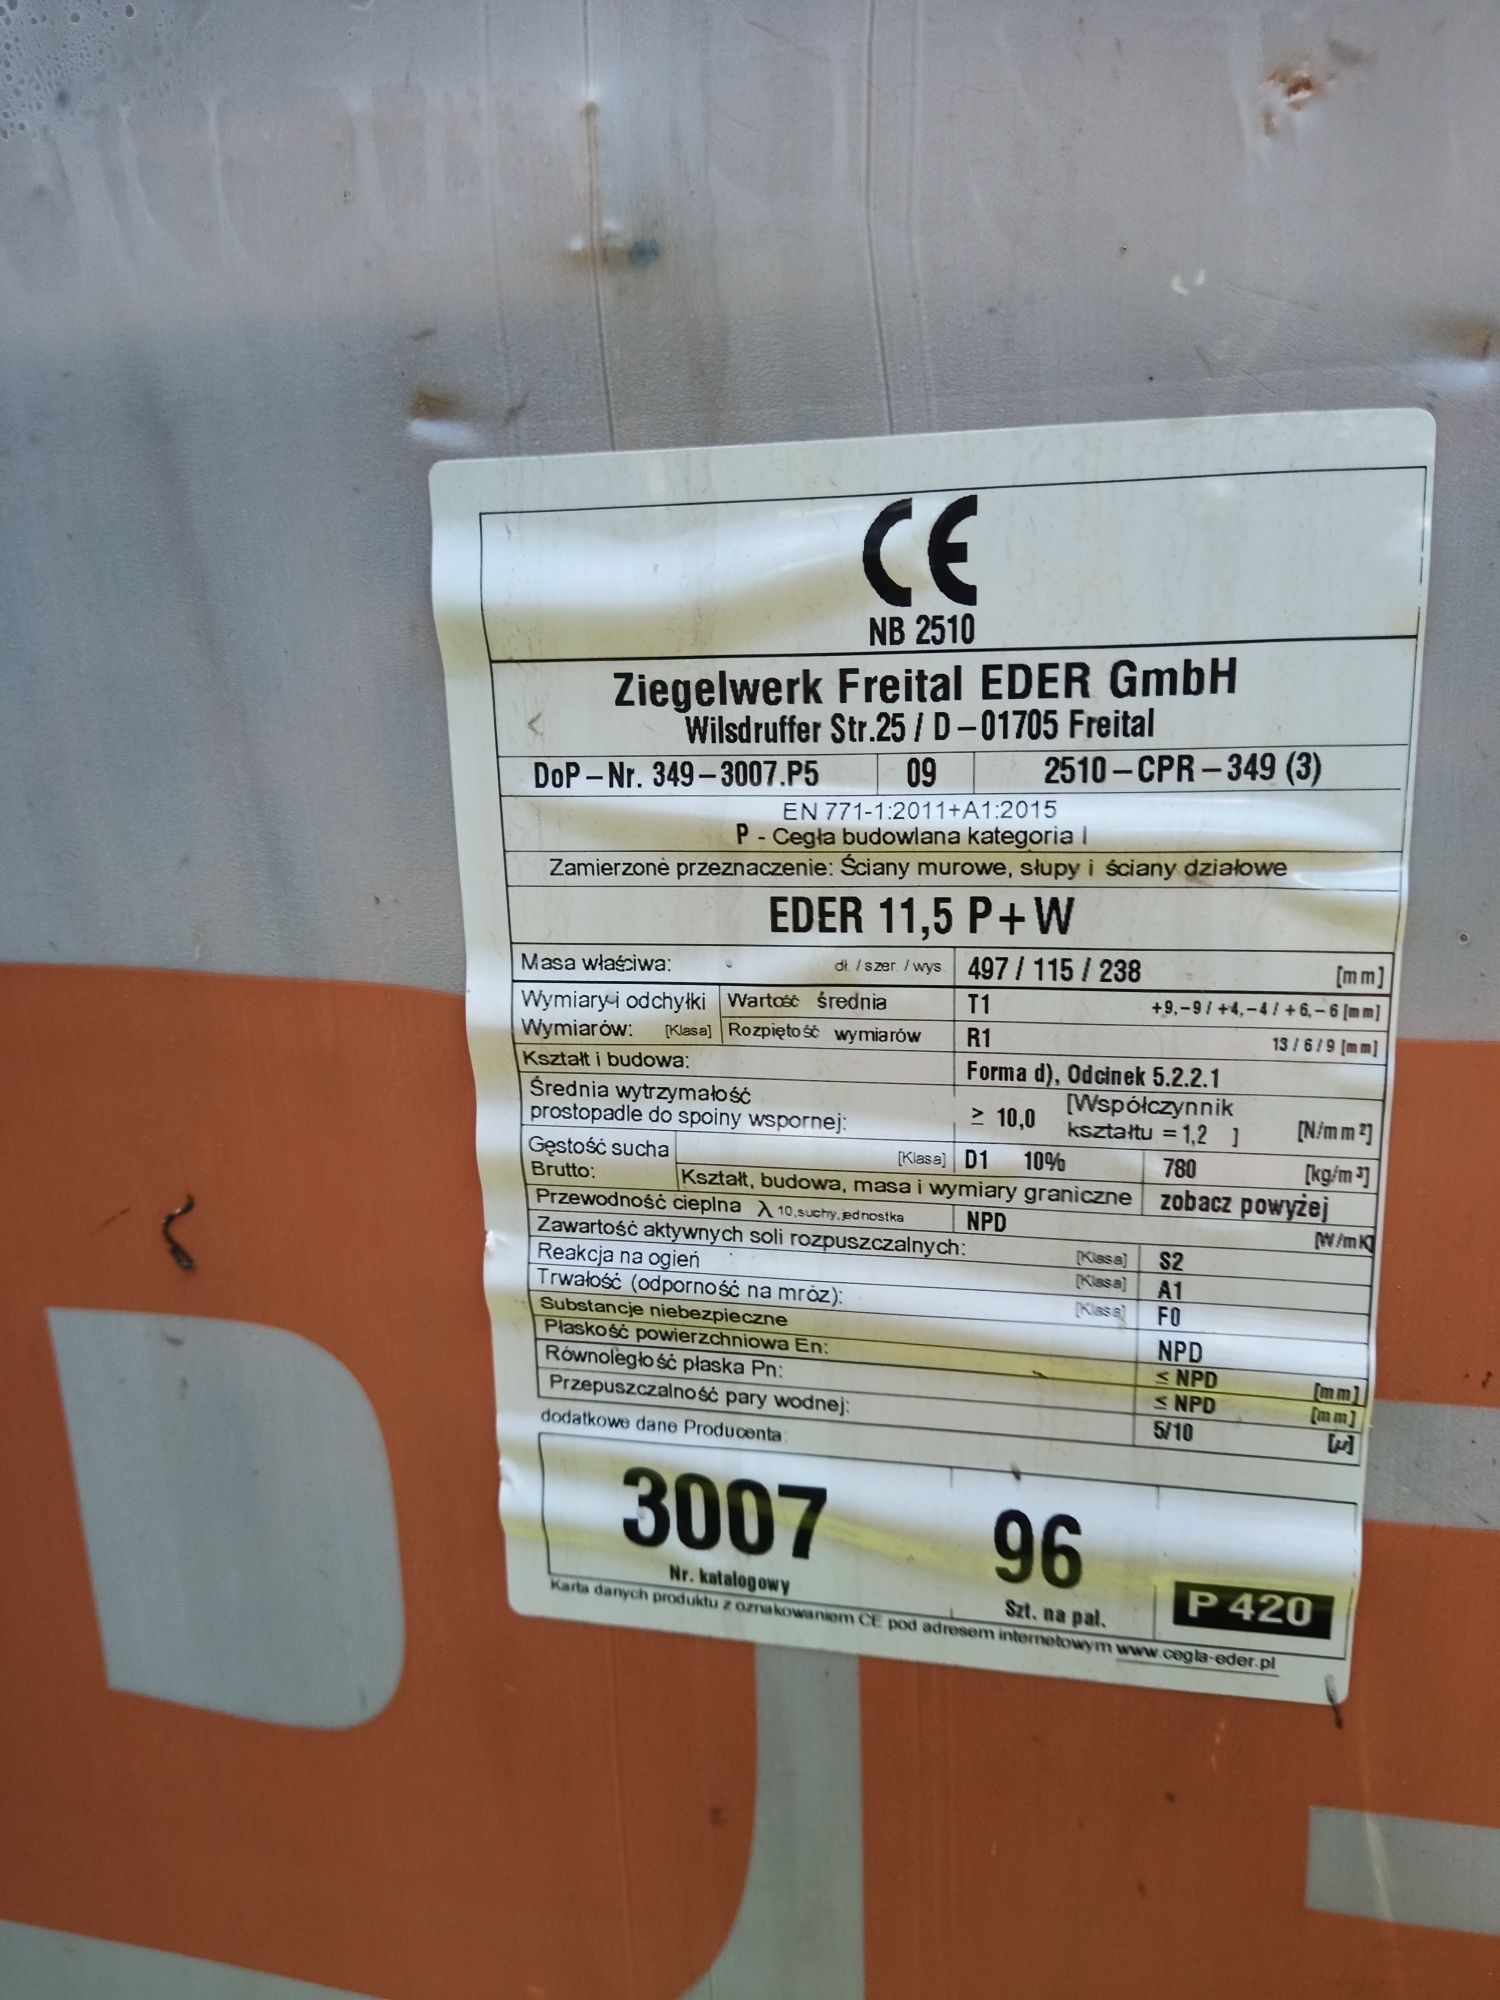 CE
NB 2510
Ziegelwerk Freital EDER GmbH
Wilsdruffer Str.25 / D – 01705 Freital
DoP – Nr. 349 – 3007.P5 09 2510 – CPR – 349 (3)
EN 771-1:2011+A1:2015
P - Cegła budowlana kategoria I
Zamierzone przeznaczenie: Ściany murowe, słupy i ściany działowe
EDER 11,5 P+W
Masa właściwa: dł. / szer. / wys. 497 / 115 / 238 [mm]
Wymiary i odchyłki Wartość średnia T1 +9,–9 / +4,–4 / +6,–6 [mm]
Wymiarów: [Klasa] Rozpiętość wymiarów R1 13 / 6 / 9 [mm]
Kształt i budowa: Forma d), Odcinek 5.2.2.1
Średnia wytrzymałość
prostopadle do spoiny wspornej: ≥ 10,0 [Współczynnik
kształtu = 1,2 ] [N/mm²]
Gęstość sucha [Klasa] D1 10% 780 [kg/m³]
Brutto: Kształt, budowa, masa i wymiary graniczne zobacz powyżej
Przewodność cieplna λ 10,suchy,jednostka NPD [W/mK]
Zawartość aktywnych soli rozpuszczalnych: [Klasa] S2
Reakcja na ogień [Klasa] A1
Trwałość (odporność na mróz): [Klasa] F0
Substancje niebezpieczne NPD
Płaskość powierzchniowa En: ≤ NPD [mm]
Równoległość płaska Pn: ≤ NPD [mm]
Przepuszczalność pary wodnej: 5/10 [μ]
dodatkowe dane Producenta:
3007 96
Nr. katalogowy Szt. na pal. P 420
Karta danych produktu z oznakowaniem CE pod adresem internetowym www.cegla-eder.pl